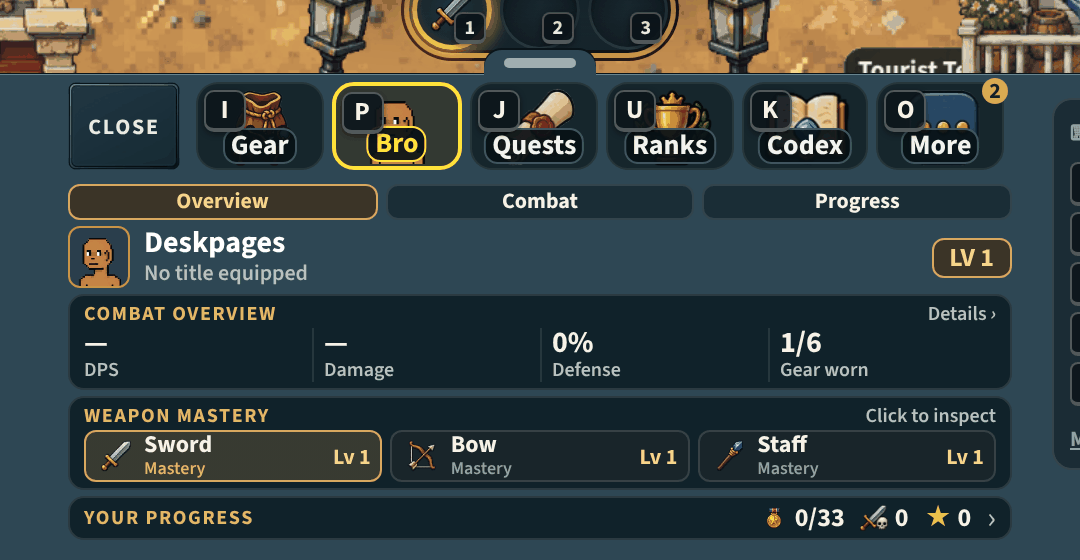 1 2 3
Tourist
2
CLOSE
I
Gear
P
Bro
J
Quests
U
Ranks
K
Codex
O
More
Overview Combat Progress
Deskpages
No title equipped
LV 1
COMBAT OVERVIEW Details ›
— — 0% 1/6
DPS Damage Defense Gear worn
WEAPON MASTERY Click to inspect
Sword Bow Staff
Lv 1 Lv 1 Lv 1
Mastery Mastery Mastery
YOUR PROGRESS 0/33 0 0 ›